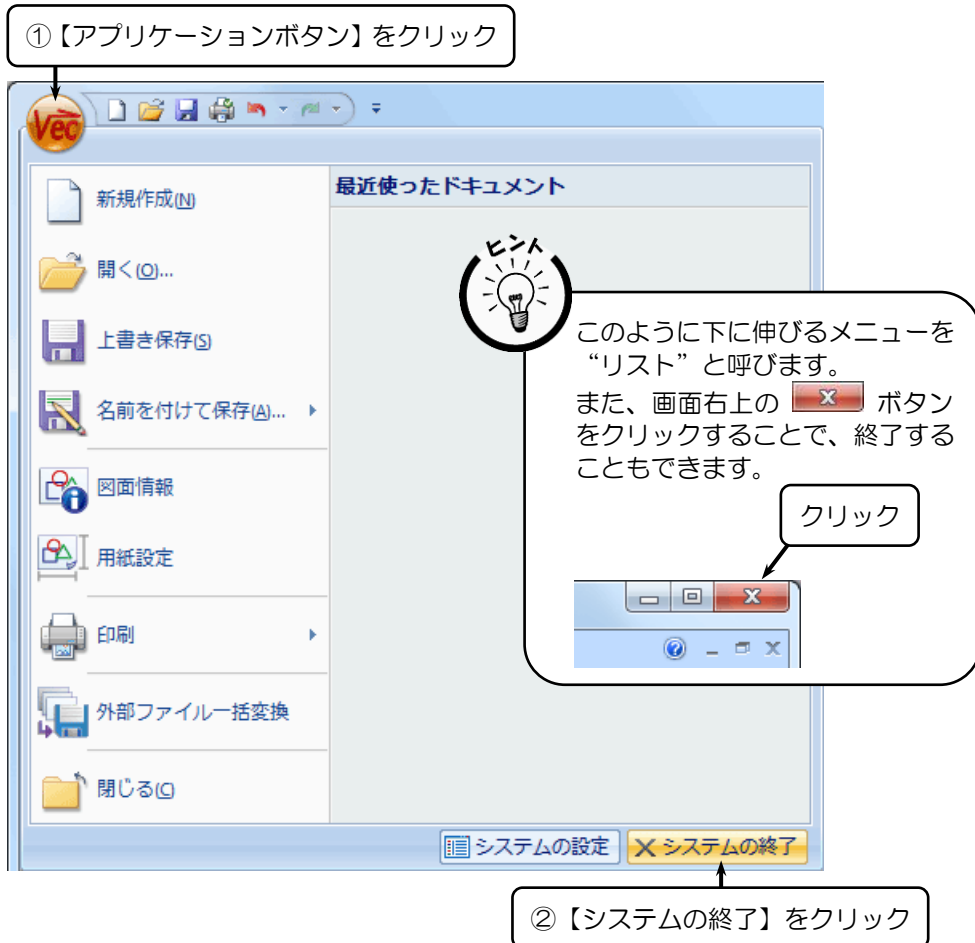 ①【アプリケーションボタン】をクリック
Vec
新規作成(N)
最近使ったドキュメント
開く(O)...
上書き保存(S)
名前を付けて保存(A)...
図面情報
用紙設定
印刷
外部ファイル一括変換
閉じる(C)
ヒント
このように下に伸びるメニューを
“リスト”と呼びます。
また、画面右上の ボタン
をクリックすることで、終了する
こともできます。
クリック
システムの設定
システムの終了
②【システムの終了】をクリック